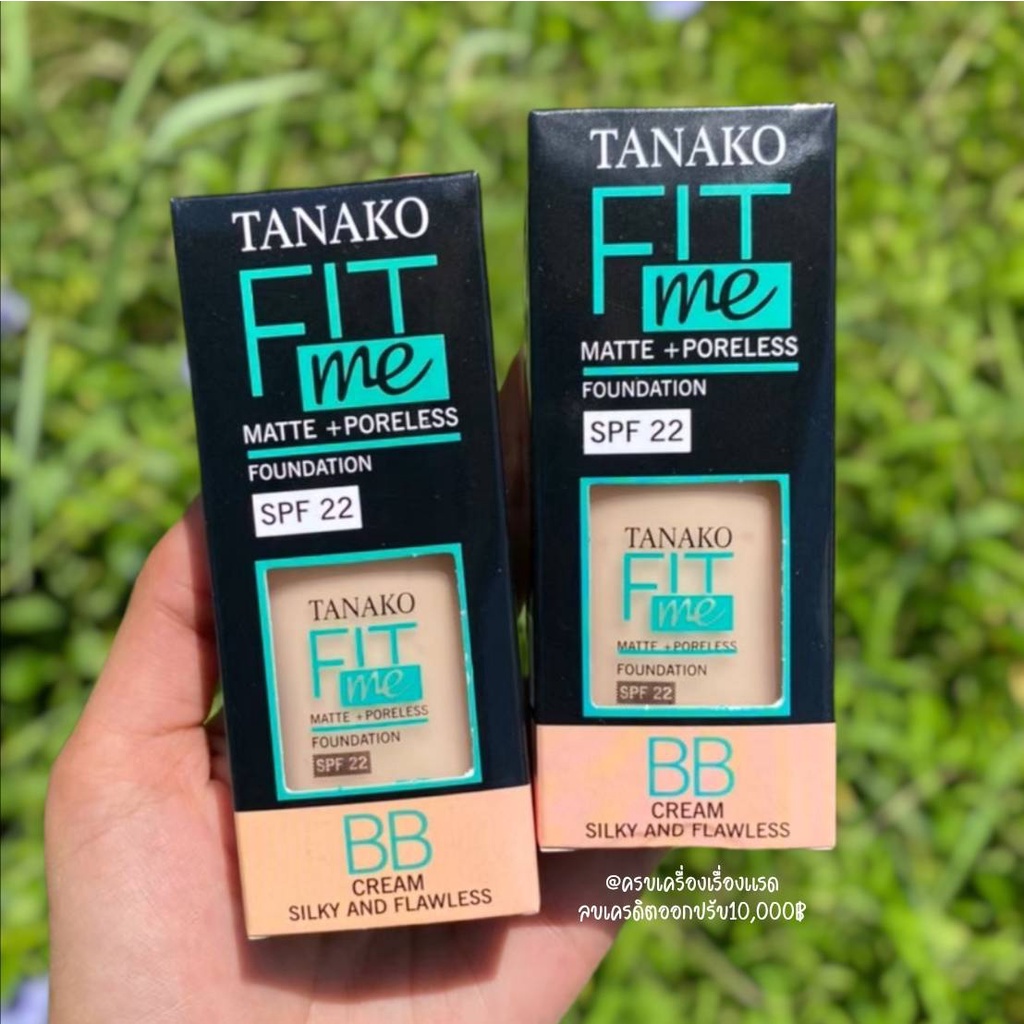 TANAKO
FIT
me
MATTE +PORELESS
FOUNDATION
SPF 22
TANAKO
FIT
me
MATTE +PORELESS
FOUNDATION
SPF 22
BB
CREAM
SILKY AND FLAWLESS
TANAKO
FIT
me
MATTE +PORELESS
FOUNDATION
SPF 22
TANAKO
FIT
me
MATTE +PORELESS
FOUNDATION
SPF 22
BB
CREAM
SILKY AND FLAWLESS
@ครบเครื่องเรื่องแรด
ลบเครดิตออกปรับ10,000฿